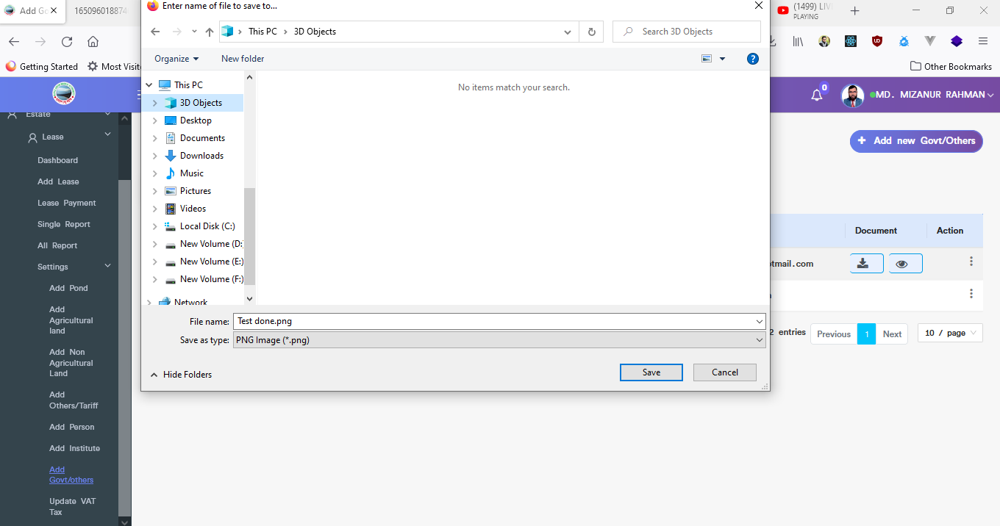 Add Go
165096018874
Enter name of file to save to...
(1499) LIV
PLAYING
This PC
3D Objects
Search 3D Objects
Organize
New folder
Getting Started
Most Visite
Other Bookmarks
This PC
3D Objects
Desktop
Documents
Downloads
Music
Pictures
Videos
Local Disk (C:)
New Volume (D:
New Volume (E:)
New Volume (F:)
Network
No items match your search.
File name:
Test done.png
Save as type:
PNG Image (*.png)
Hide Folders
Save
Cancel
0
MD. MIZANUR RAHMAN
Estate
Lease
Dashboard
Add Lease
Lease Payment
Single Report
All Report
Settings
Add Pond
Add
Agricultural
land
Add Non
Agricultural
Land
Add
Others/Tariff
Add Person
Add Institute
Add
Govt/others
Update VAT
Tax
+ Add new Govt/Others
Document
Action
tmail.com
2 entries
Previous
1
Next
10 / page